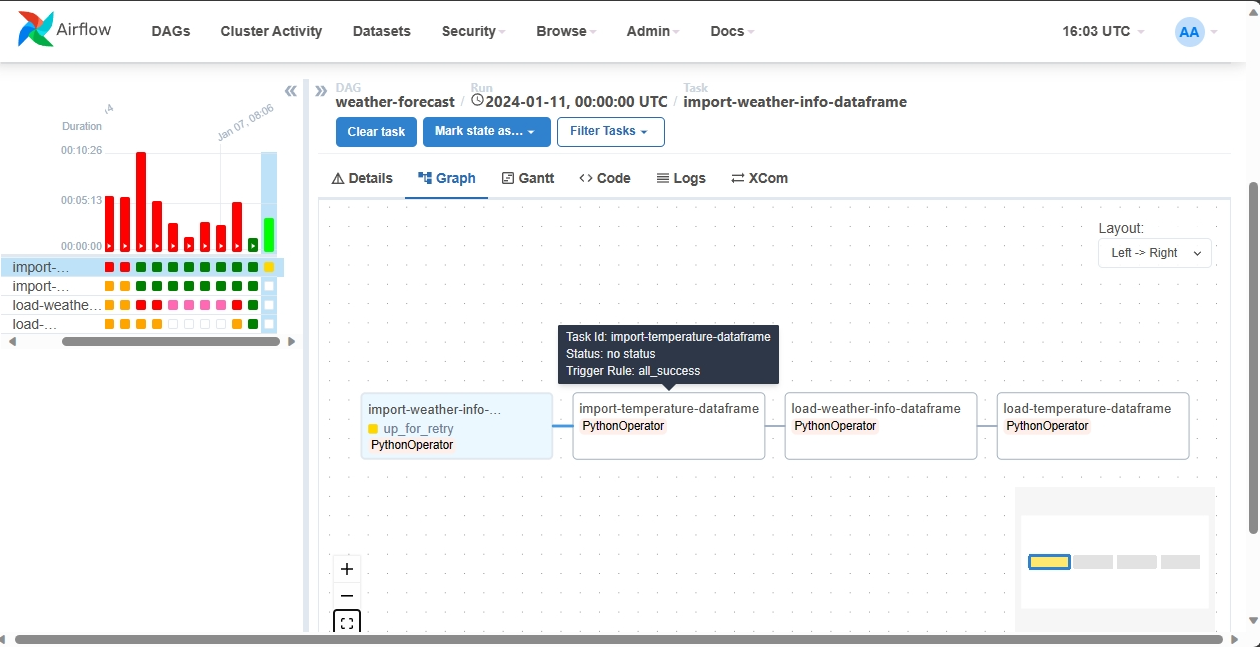 Airflow
DAGs
Cluster Activity
Datasets
Security
Browse
Admin
Docs
16:03 UTC
AA
DAG
weather-forecast
/
Run
2024-01-11, 00:00:00 UTC
/
Task
import-weather-info-dataframe
Clear task
Mark state as...
Filter Tasks
Details
Graph
Gantt
Code
Logs
XCom
Jan 07, 08:06
Duration
00:10:26
00:05:13
00:00:00
import-...
import-...
load-weathe...
load-...
Layout:
Left -> Right
Task Id: import-temperature-dataframe
Status: no status
Trigger Rule: all_success
import-weather-info-...
up_for_retry
PythonOperator
import-temperature-dataframe
PythonOperator
load-weather-info-dataframe
PythonOperator
load-temperature-dataframe
PythonOperator